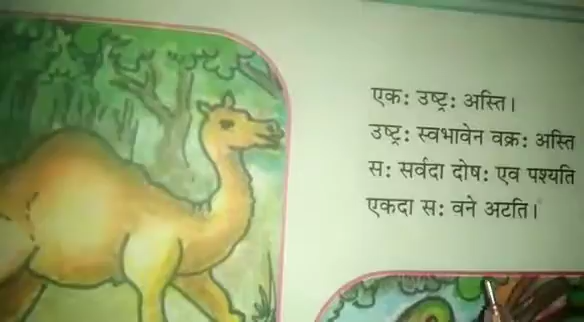 एक: उष्ट्र: अस्ति।
उष्ट्र: स्वभावेन वक्र: अस्ति
स: सर्वदा दोष: एव पश्यति
एकदा स: वने अटति।